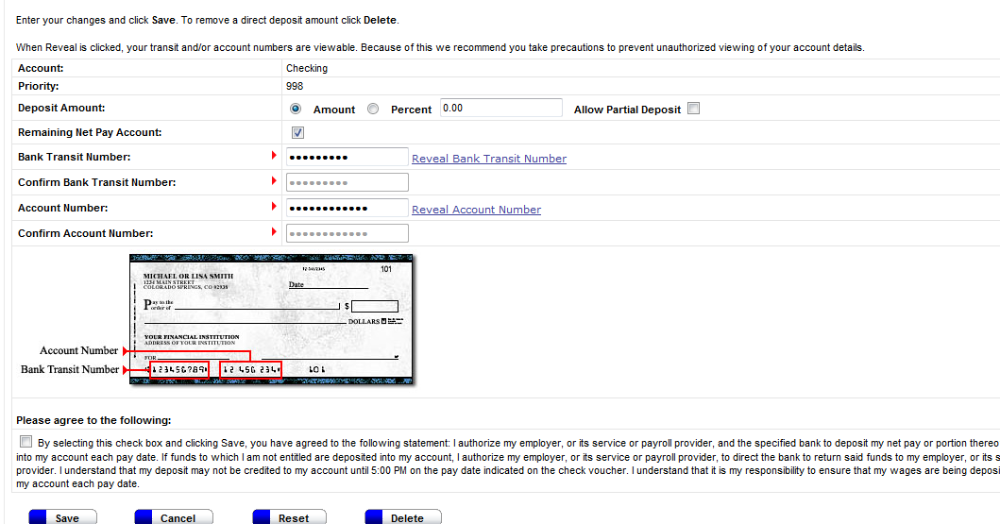 Enter your changes and click Save. To remove a direct deposit amount click Delete.
When Reveal is clicked, your transit and/or account numbers are viewable. Because of this we recommend you take precautions to prevent unauthorized viewing of your account details.
Account: Checking
Priority: 998
Deposit Amount: Amount Percent 0.00 Allow Partial Deposit
Remaining Net Pay Account:
Bank Transit Number: ••••••••• Reveal Bank Transit Number
Confirm Bank Transit Number: •••••••••
Account Number: •••••••••••• Reveal Account Number
Confirm Account Number: ••••••••••••
MICHAEL OR LISA SMITH 101
1234 MAIN STREET
COLORADO SPRINGS, CO 02938
Date
Pay to the
order of $
DOLLARS
YOUR FINANCIAL INSTITUTION
ADDRESS OF YOUR INSTITUTION
Account Number FOR
Bank Transit Number 123456789 12 456 234 101
Please agree to the following:
By selecting this check box and clicking Save, you have agreed to the following statement: I authorize my employer, or its service or payroll provider, and the specified bank to deposit my net pay or portion thereo
into my account each pay date. If funds to which I am not entitled are deposited into my account, I authorize my employer, or its service or payroll provider, to direct the bank to return said funds to my employer, or its s
provider. I understand that my deposit may not be credited to my account until 5:00 PM on the pay date indicated on the check voucher. I understand that it is my responsibility to ensure that my wages are being deposi
my account each pay date.
Save Cancel Reset Delete